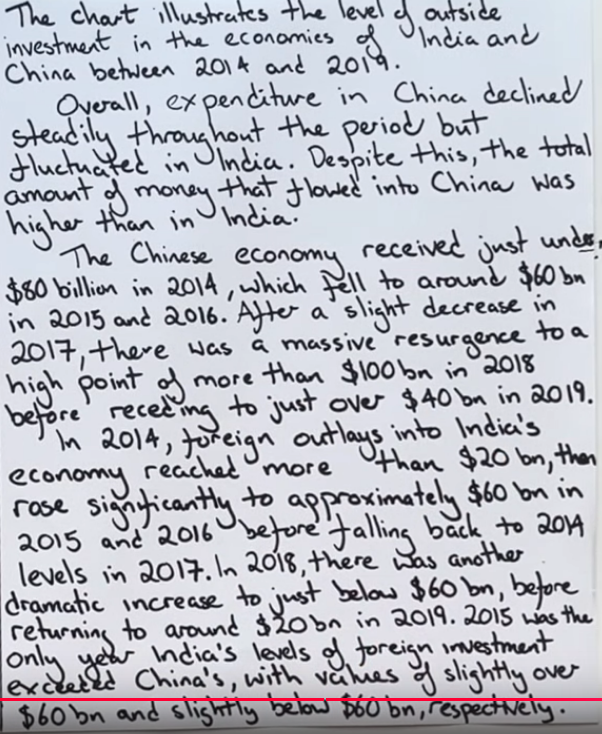 The chart illustrates the level of outside
investment in the economies of India and
China between 2014 and 2019.
Overall, expenditure in China declined
steadily throughout the period but
fluctuated in India. Despite this, the total
amount of money that flowed into China was
higher than in India.
The Chinese economy received just under
$80 billion in 2014, which fell to around $60 bn
in 2015 and 2016. After a slight decrease in
2017, there was a massive resurgence to a
high point of more than $100 bn in 2018
before receding to just over $40 bn in 2019.
In 2014, foreign outlays into India's
economy reached more than $20 bn, then
rose significantly to approximately $60 bn in
2015 and 2016 before falling back to 2014
levels in 2017. In 2018, there was another
dramatic increase to just below $60 bn, before
returning to around $20 bn in 2019. 2015 was the
only year India's levels of foreign investment
exceeded China's, with values of slightly over
$60 bn and slightly below $60 bn, respectively.